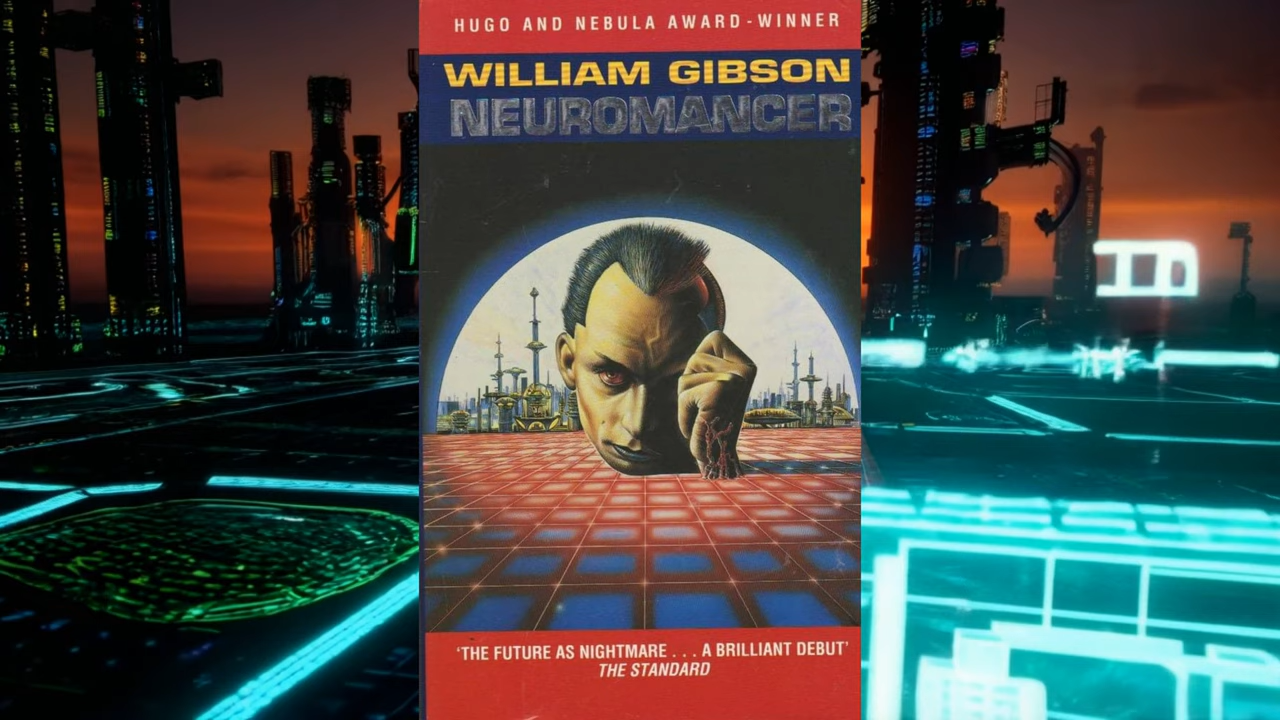 HUGO AND NEBULA AWARD-WINNER
WILLIAM GIBSON
NEUROMANCER
‘THE FUTURE AS NIGHTMARE . . . A BRILLIANT DEBUT’
THE STANDARD